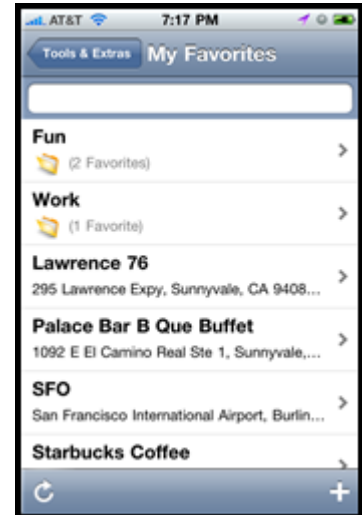 AT&T 7:17 PM
Tools & Extras My Favorites
Fun
(2 Favorites)
Work
(1 Favorite)
Lawrence 76
295 Lawrence Expy, Sunnyvale, CA 9408...
Palace Bar B Que Buffet
1092 E El Camino Real Ste 1, Sunnyvale,...
SFO
San Francisco International Airport, Burlin...
Starbucks Coffee